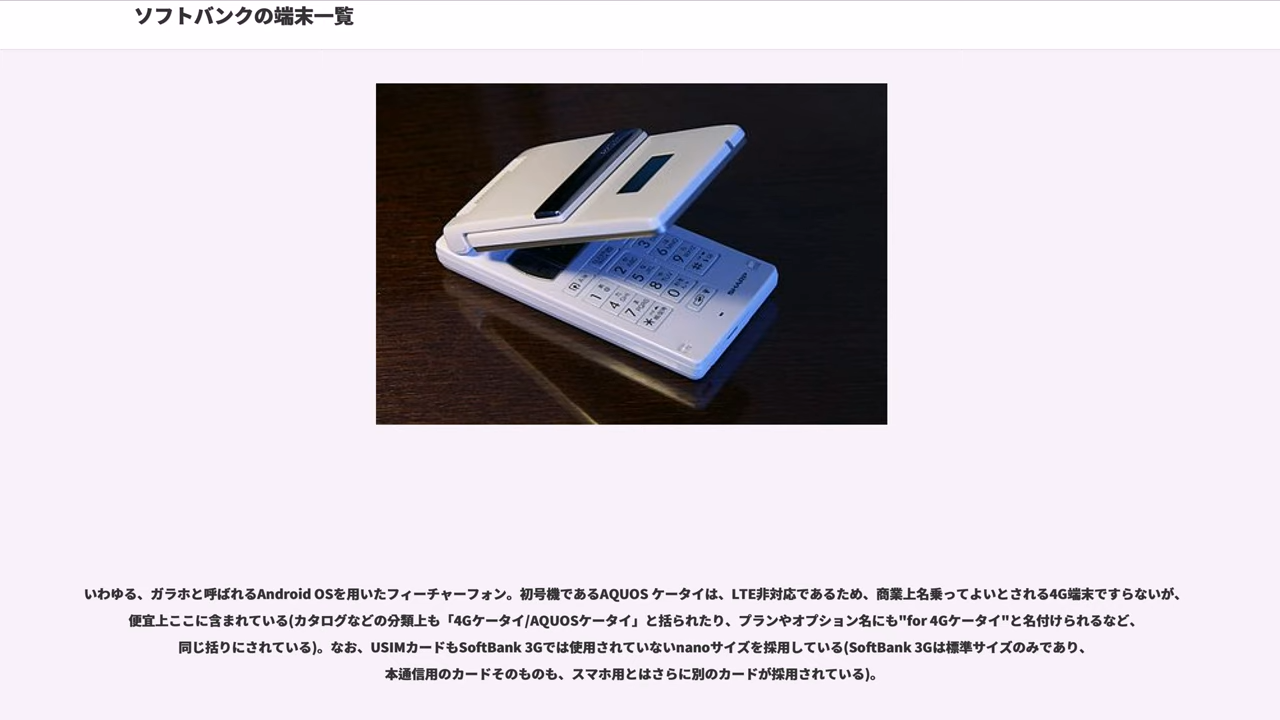 ソフトバンクの端末一覧
SHARP
1
2
3
4
5
6
7
8
9
0
#
いわゆる、ガラホと呼ばれるAndroid OSを用いたフィーチャーフォン。初号機であるAQUOS ケータイは、LTE非対応であるため、商業上名乗ってよいとされる4G端末ですらないが、
便宜上ここに含まれている(カタログなどの分類上も「4Gケータイ/AQUOSケータイ」と括られたり、プランやオプション名にも"for 4Gケータイ"と名付けられるなど、
同じ括りにされている)。なお、USIMカードもSoftBank 3Gでは使用されていないnanoサイズを採用している(SoftBank 3Gは標準サイズのみであり、
本通信用のカードそのものも、スマホ用とはさらに別のカードが採用されている)。